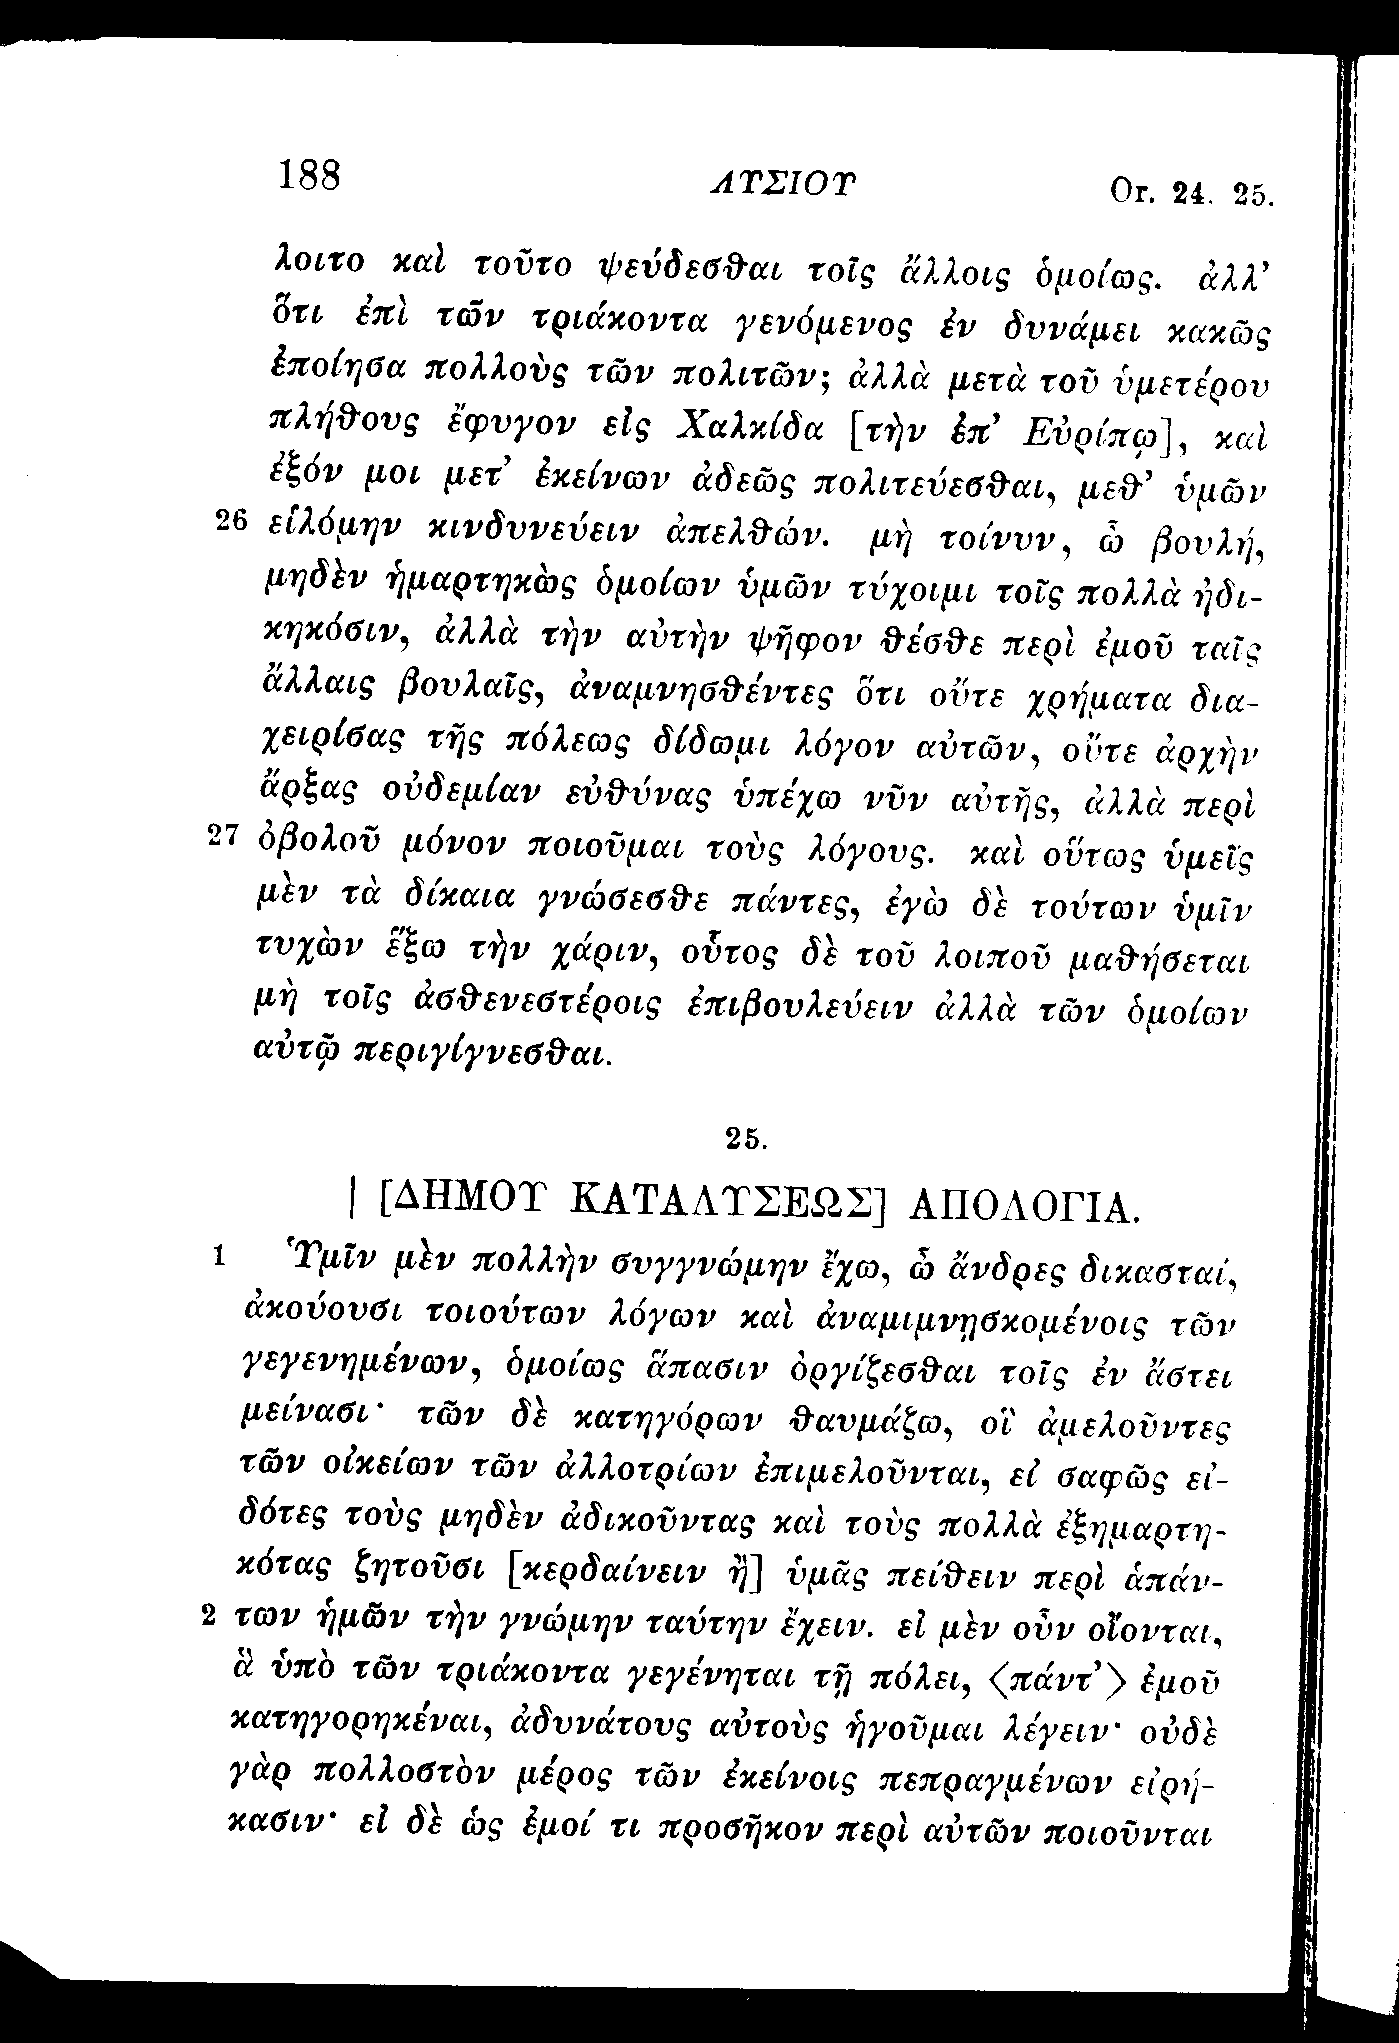 188 ΛΥΣΙΟΥ Or. 24. 25.
λοιτο καὶ τοῦτο ψεύδεσθαι τοῖς ἄλλοις ὁμοίως. ἀλλ’
ὅτι ἐπὶ τῶν τριάκοντα γενόμενος ἐν δυνάμει κακῶς
ἐποίησα πολλοὺς τῶν πολιτῶν; ἀλλὰ μετὰ τοῦ ὑμετέρου
πλήθους ἔφυγον εἰς Χαλκίδα [τὴν ἐπ’ Εὐρίπῳ], καὶ
ἐξόν μοι μετ’ ἐκείνων ἀδεῶς πολιτεύεσθαι, μεθ’ ὑμῶν
26 εἱλόμην κινδυνεύειν ἀπελθών. μὴ τοίνυν, ὦ βουλή,
μηδὲν ἡμαρτηκὼς ὁμοίων ὑμῶν τύχοιμι τοῖς πολλὰ ἠδι-
κηκόσιν, ἀλλὰ τὴν αὐτὴν ψῆφον θέσθε περὶ ἐμοῦ ταῖς
ἄλλαις βουλαῖς, ἀναμνησθέντες ὅτι οὔτε χρήματα δια-
χειρίσας τῆς πόλεως δίδωμι λόγον αὐτῶν, οὔτε ἀρχὴν
ἄρξας οὐδεμίαν εὐθύνας ὑπέχω νῦν αὐτῆς, ἀλλὰ περὶ
27 ὀβολοῦ μόνον ποιοῦμαι τοὺς λόγους. καὶ οὕτως ὑμεῖς
μὲν τὰ δίκαια γνώσεσθε πάντες, ἐγὼ δὲ τούτων ὑμῖν
τυχὼν ἕξω τὴν χάριν, οὗτος δὲ τοῦ λοιποῦ μαθήσεται
μὴ τοῖς ἀσθενεστέροις ἐπιβουλεύειν ἀλλὰ τῶν ὁμοίων
αὐτῷ περιγίγνεσθαι.
25.
| [ΔΗΜΟΥ ΚΑΤΑΛΥΣΕΩΣ] ΑΠΟΛΟΓΙΑ.
1 Ὑμῖν μὲν πολλὴν συγγνώμην ἔχω, ὦ ἄνδρες δικασταί,
ἀκούουσι τοιούτων λόγων καὶ ἀναμιμνῃσκομένοις τῶν
γεγενημένων, ὁμοίως ἅπασιν ὀργίζεσθαι τοῖς ἐν ἄστει
μείνασι· τῶν δὲ κατηγόρων θαυμάζω, οἳ ἀμελοῦντες
τῶν οἰκείων τῶν ἀλλοτρίων ἐπιμελοῦνται, εἰ σαφῶς εἰ-
δότες τοὺς μηδὲν ἀδικοῦντας καὶ τοὺς πολλὰ ἐξημαρτη-
κότας ζητοῦσι [κερδαίνειν ἢ] ὑμᾶς πείθειν περὶ ἁπάν-
2 των ἡμῶν τὴν γνώμην ταύτην ἔχειν. εἰ μὲν οὖν οἴονται,
ἃ ὑπὸ τῶν τριάκοντα γεγένηται τῇ πόλει, ⟨πάντ’⟩ ἐμοῦ
κατηγορηκέναι, ἀδυνάτους αὐτοὺς ἡγοῦμαι λέγειν· οὐδὲ
γὰρ πολλοστὸν μέρος τῶν ἐκείνοις πεπραγμένων εἰρή-
κασιν· εἰ δὲ ὡς ἐμοί τι προσῆκον περὶ αὐτῶν ποιοῦνται